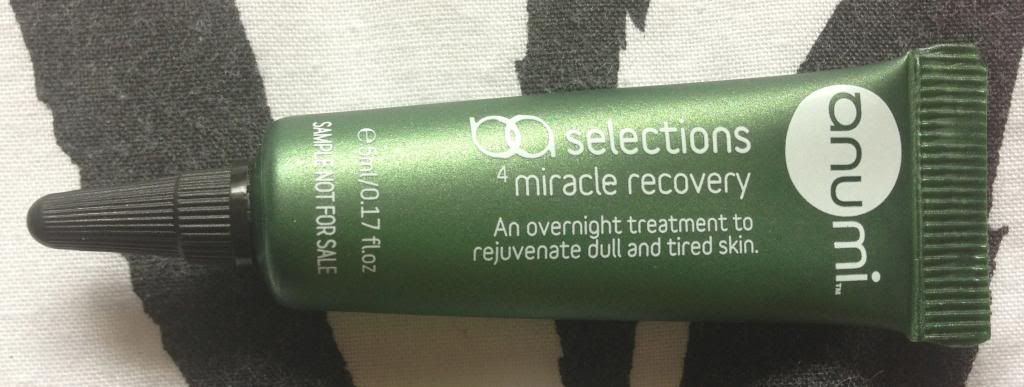 anumi™
selections
4 miracle recovery
An overnight treatment to
rejuvenate dull and tired skin.
℮5ml/0.17 fl.oz
SAMPLE NOT FOR SALE